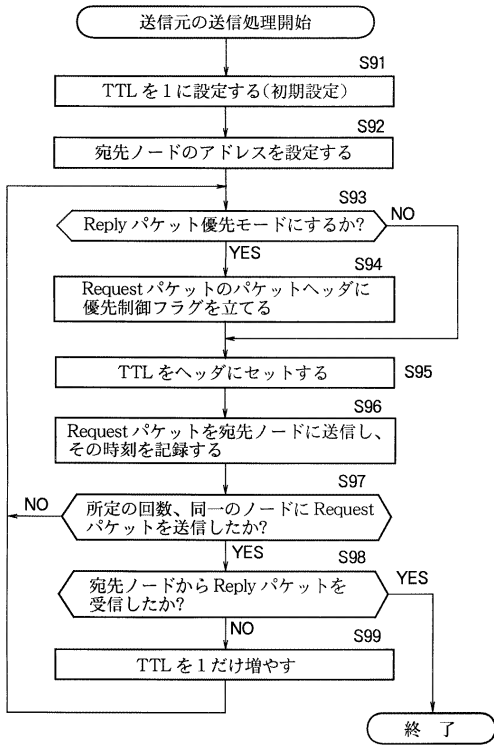 送信元の送信処理開始
S91
TTLを1に設定する(初期設定)
S92
宛先ノードのアドレスを設定する
S93
Replyパケット優先モードにするか?
NO
YES
S94
Requestパケットのパケットヘッダに
優先制御フラグを立てる
TTLをヘッダにセットする
S95
S96
Requestパケットを宛先ノードに送信し、
その時刻を記録する
S97
NO
所定の回数、同一のノードにRequest
パケットを送信したか?
YES
S98
宛先ノードからReplyパケットを
受信したか?
YES
NO
S99
TTLを1だけ増やす
終 了